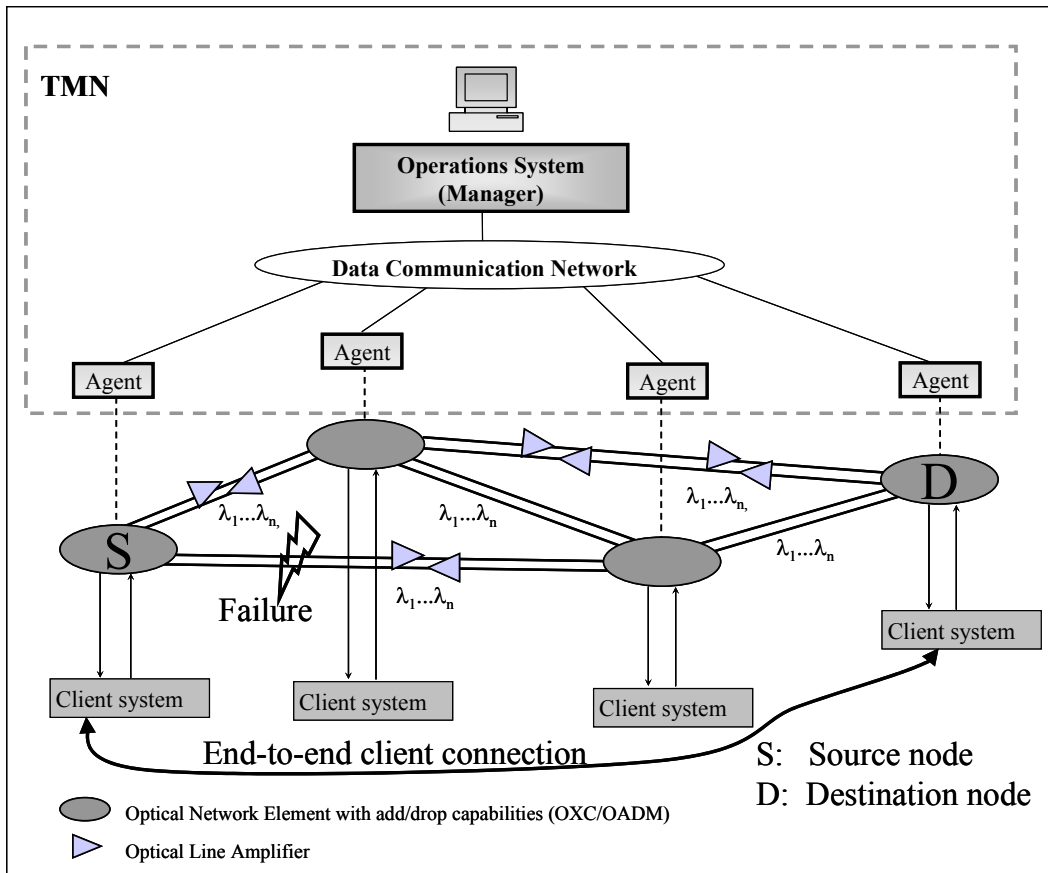 TMN
Operations System
(Manager)
Data Communication Network
Agent
Agent
Agent
Agent
λ1...λn,
λ1...λn
λ1...λn,
D
S
λ1...λn
Failure
λ1...λn
Client system
Client system
Client system
Client system
End-to-end client connection
S: Source node
D: Destination node
Optical Network Element with add/drop capabilities (OXC/OADM)
Optical Line Amplifier